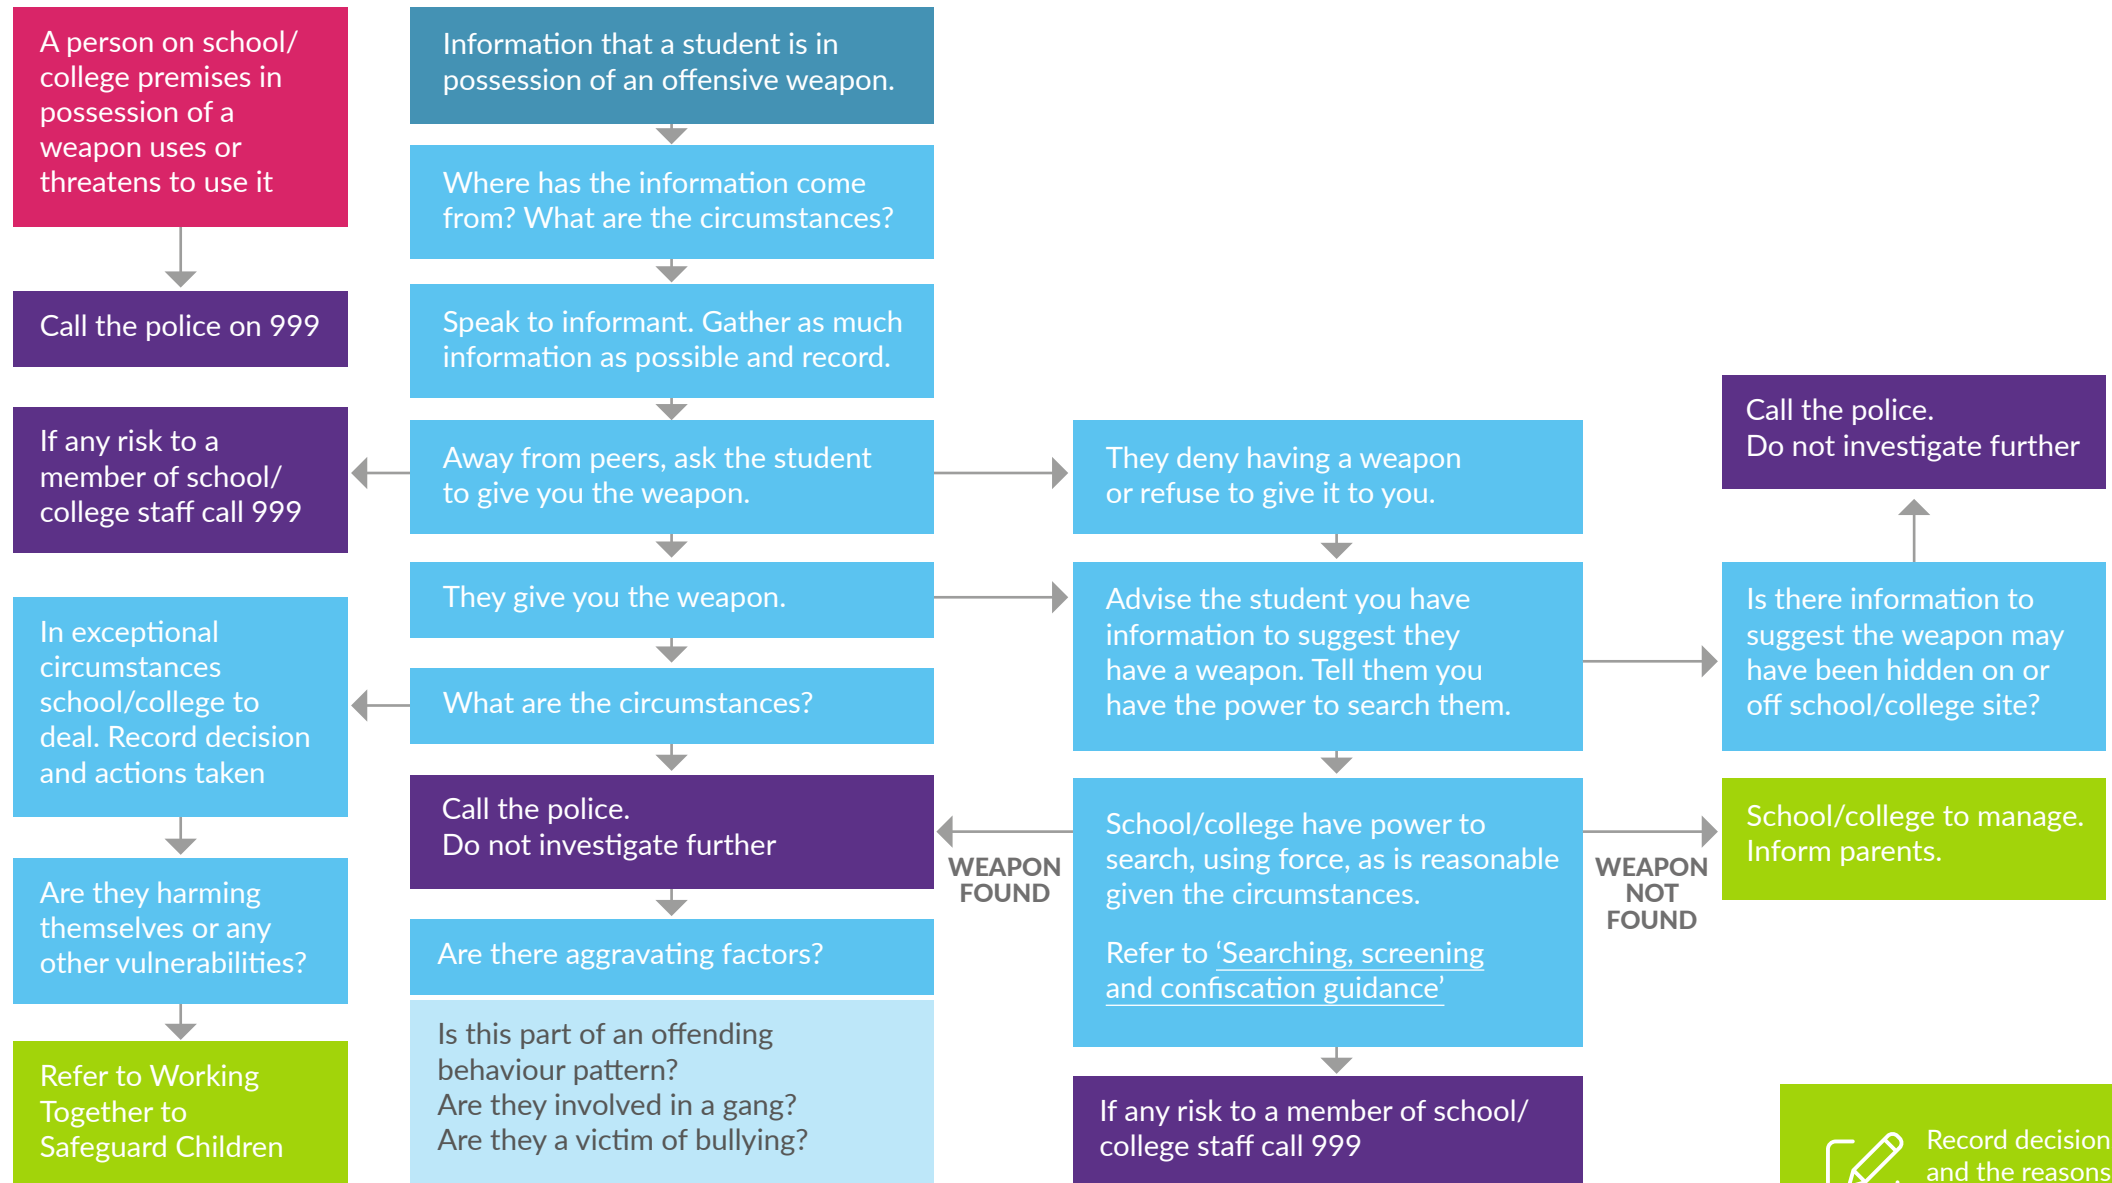 A person on school/
college premises in
possession of a
weapon uses or
threatens to use it
Call the police on 999
If any risk to a
member of school/
college staff call 999
In exceptional
circumstances
school/college to
deal. Record decision
and actions taken
Are they harming
themselves or any
other vulnerabilities?
Refer to Working
Together to
Safeguard Children
Information that a student is in
possession of an offensive weapon.
Where has the information come
from? What are the circumstances?
Speak to informant. Gather as much
information as possible and record.
Away from peers, ask the student
to give you the weapon.
They give you the weapon.
What are the circumstances?
Call the police.
Do not investigate further
Are there aggravating factors?
Is this part of an offending
behaviour pattern?
Are they involved in a gang?
Are they a victim of bullying?
They deny having a weapon
or refuse to give it to you.
Advise the student you have
information to suggest they
have a weapon. Tell them you
have the power to search them.
WEAPON
FOUND
School/college have power to
search, using force, as is reasonable
given the circumstances.
Refer to ‘Searching, screening
and confiscation guidance’
WEAPON
NOT
FOUND
If any risk to a member of school/
college staff call 999
Call the police.
Do not investigate further
Is there information to
suggest the weapon may
have been hidden on or
off school/college site?
School/college to manage.
Inform parents.
Record decision
and the reasons